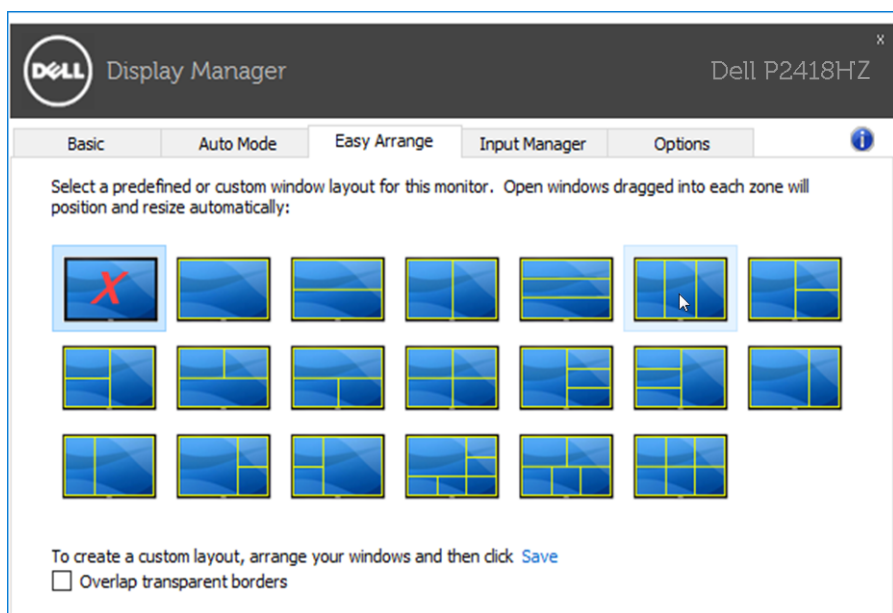 DELL Display Manager Dell P2418HZ
x
Basic Auto Mode Easy Arrange Input Manager Options
Select a predefined or custom window layout for this monitor. Open windows dragged into each zone will
position and resize automatically:
X
To create a custom layout, arrange your windows and then click Save
Overlap transparent borders